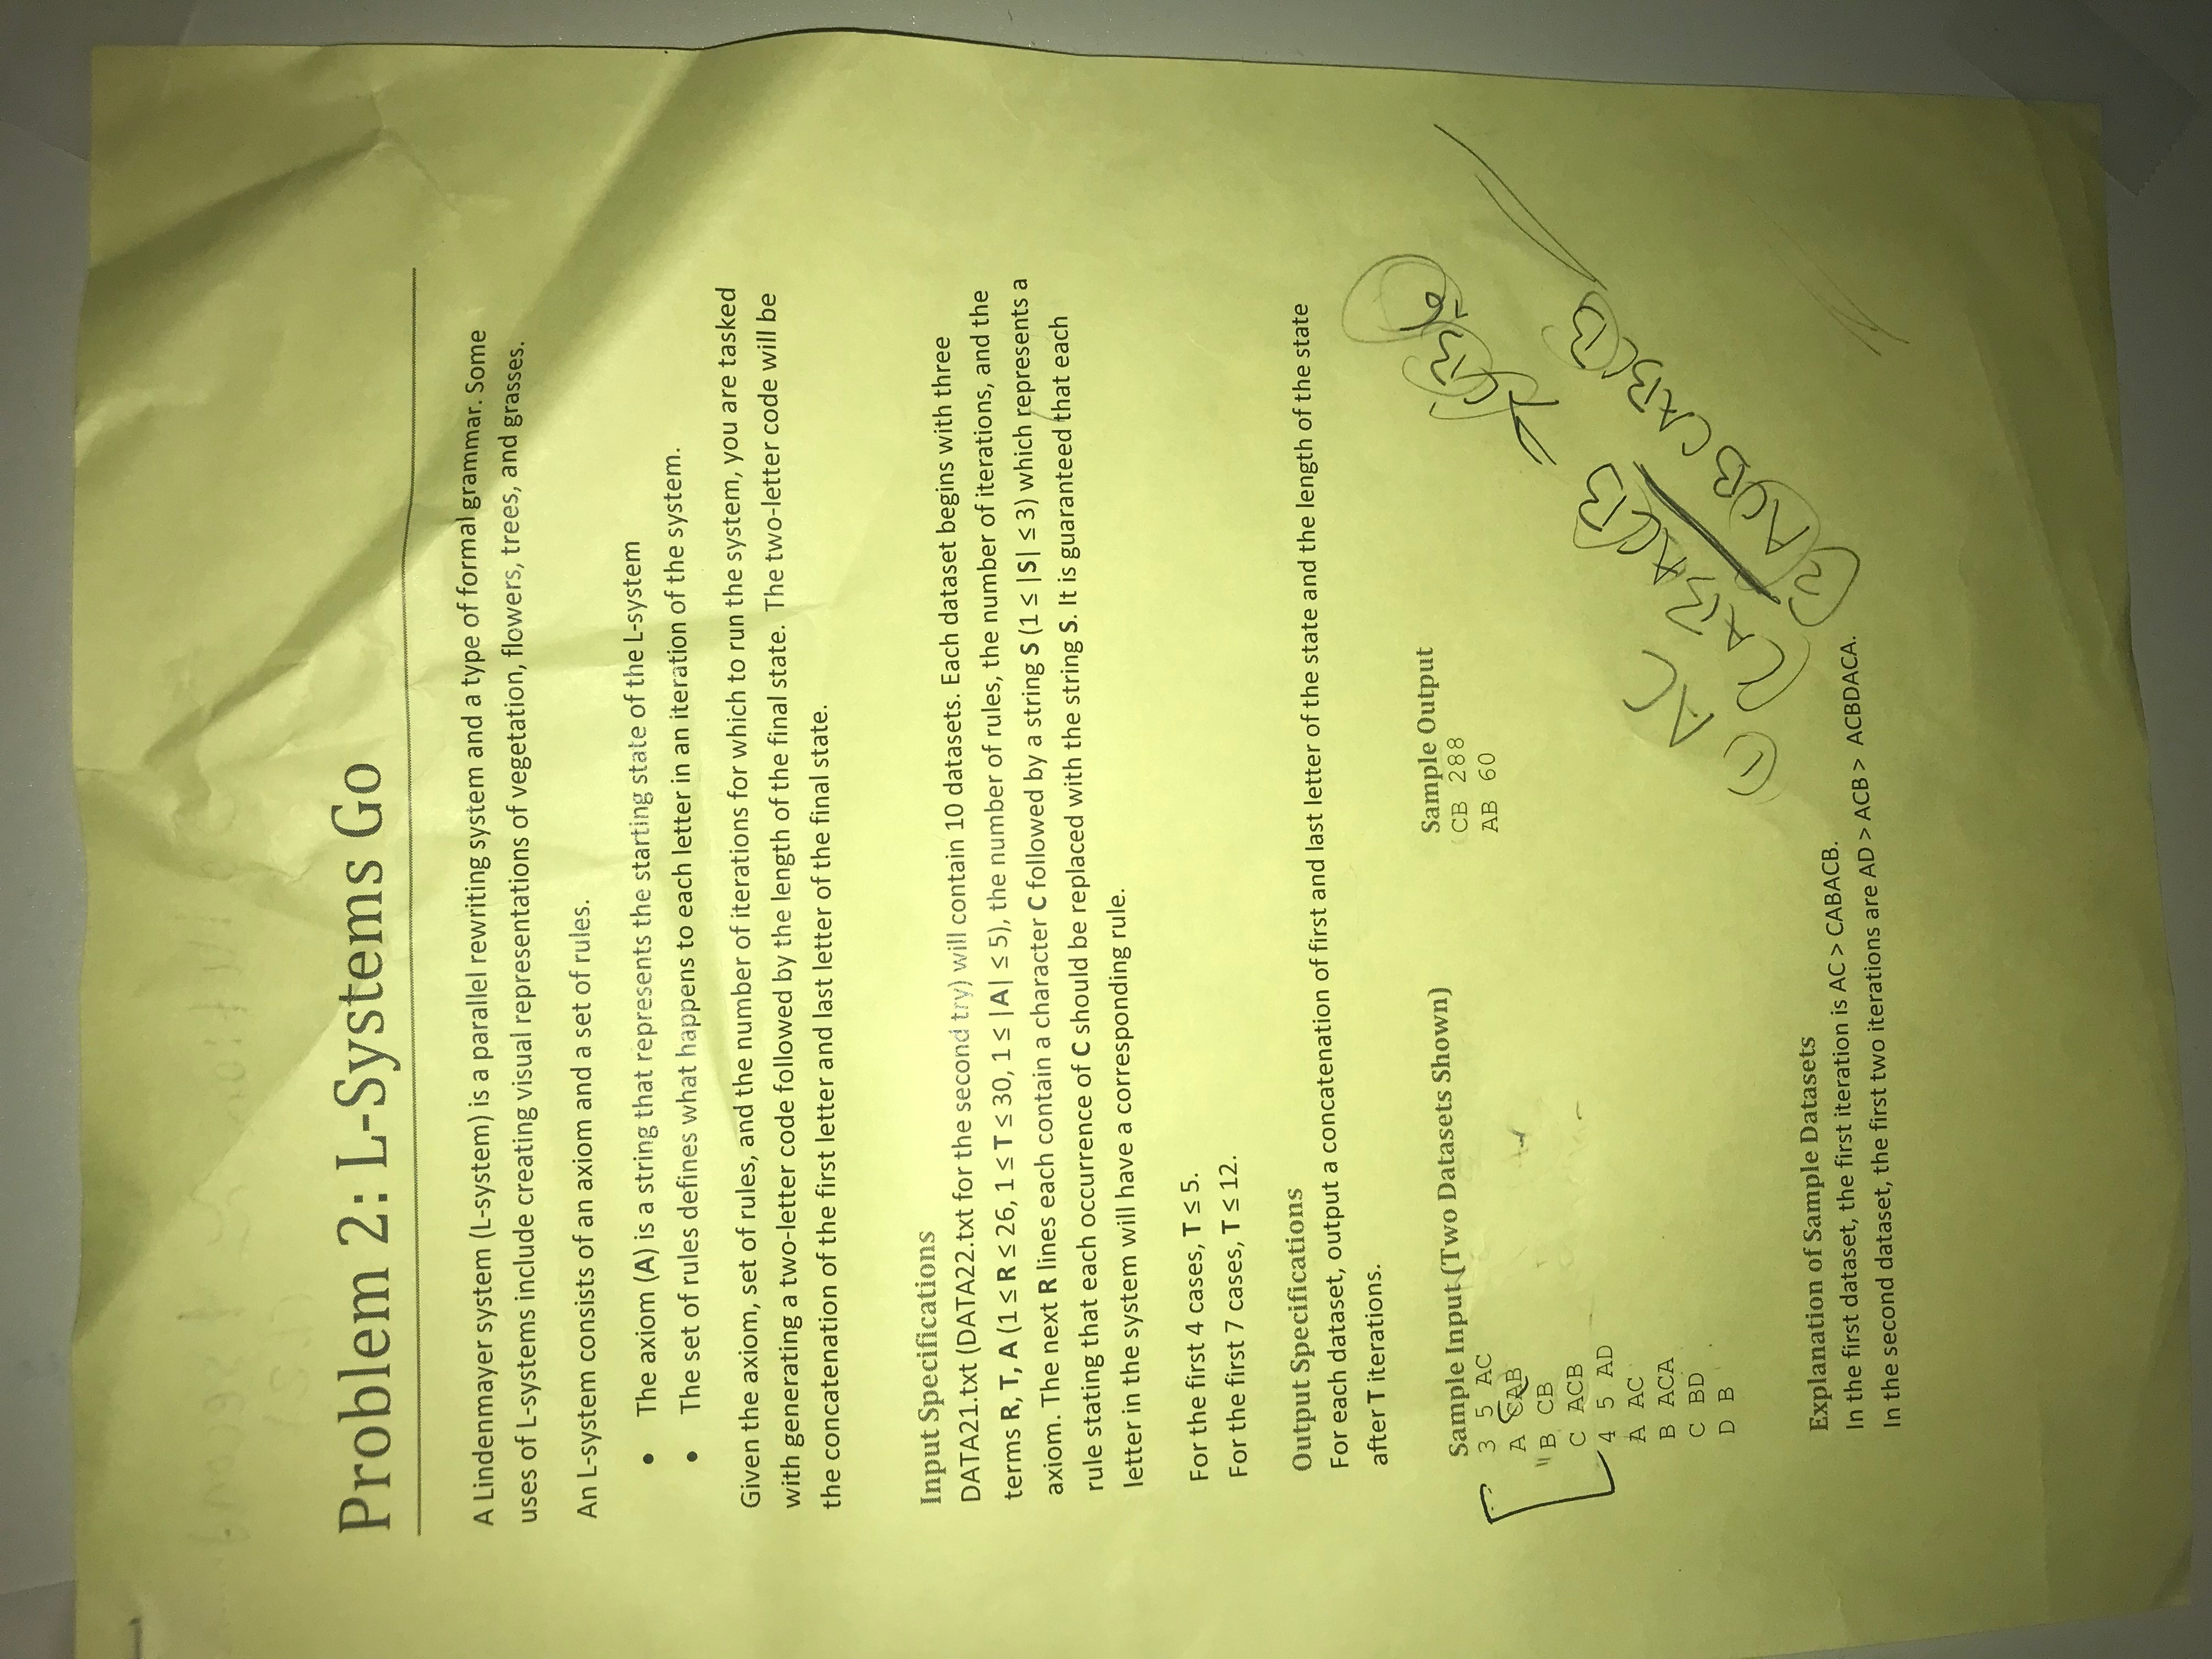 Problem 2: L-Systems Go
A Lindenmayer system (L-system) is a parallel rewriting system and a type of formal grammar. Some
uses of L-systems include creating visual representations of vegetation, flowers, trees, and grasses.
An L-system consists of an axiom and a set of rules.
• The axiom (A) is a string that represents the starting state of the L-system
• The set of rules defines what happens to each letter in an iteration of the system.
Given the axiom, set of rules, and the number of iterations for which to run the system, you are tasked
with generating a two-letter code followed by the length of the final state. The two-letter code will be
the concatenation of the first letter and last letter of the final state.
Input Specifications
DATA21.txt (DATA22.txt for the second try) will contain 10 datasets. Each dataset begins with three
terms R, T, A (1 ≤ R ≤ 26, 1 ≤ T ≤ 30, 1 ≤ |A| ≤ 5), the number of rules, the number of iterations, and the
axiom. The next R lines each contain a character C followed by a string S (1 ≤ |S| ≤ 3) which represents a
rule stating that each occurrence of C should be replaced with the string S. It is guaranteed that each
letter in the system will have a corresponding rule.
For the first 4 cases, T ≤ 5.
For the first 7 cases, T ≤ 12.
Output Specifications
For each dataset, output a concatenation of first and last letter of the state and the length of the state
after T iterations.
Sample Input (Two Datasets Shown)
3 5 AC
A CAB
B CB
C ACB
4 5 AD
A AC
B ACA
C BD
D B
Sample Output
CB 288
AB 60
① AC
CABACB → CB 6
② ACBCABCB
Explanation of Sample Datasets
In the first dataset, the first iteration is AC > CABACB.
In the second dataset, the first two iterations are AD > ACB > ACBDACA.